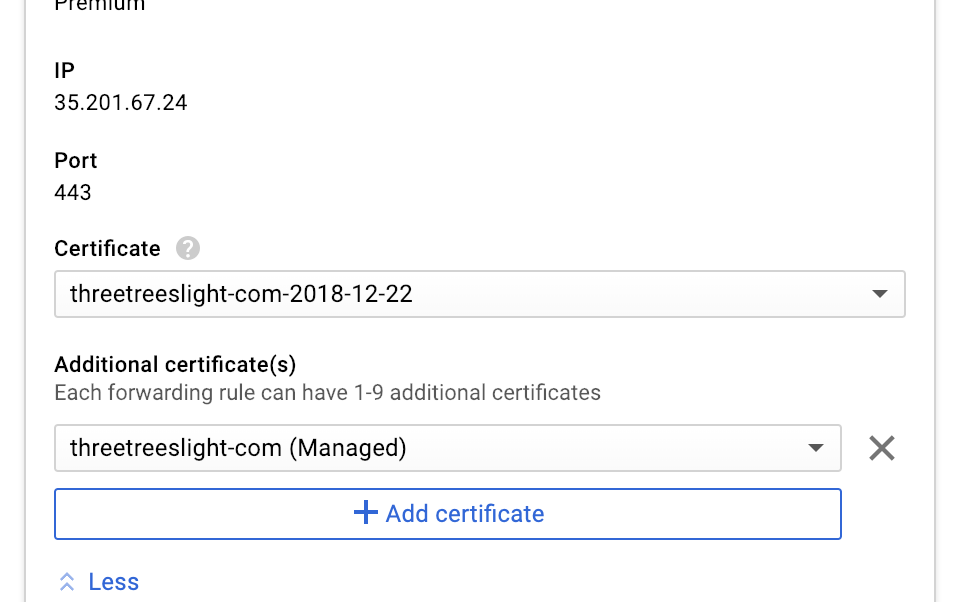 Premium
IP
35.201.67.24
Port
443
Certificate ?
threetreeslight-com-2018-12-22
Additional certificate(s)
Each forwarding rule can have 1-9 additional certificates
threetreeslight-com (Managed)
Add certificate
Less